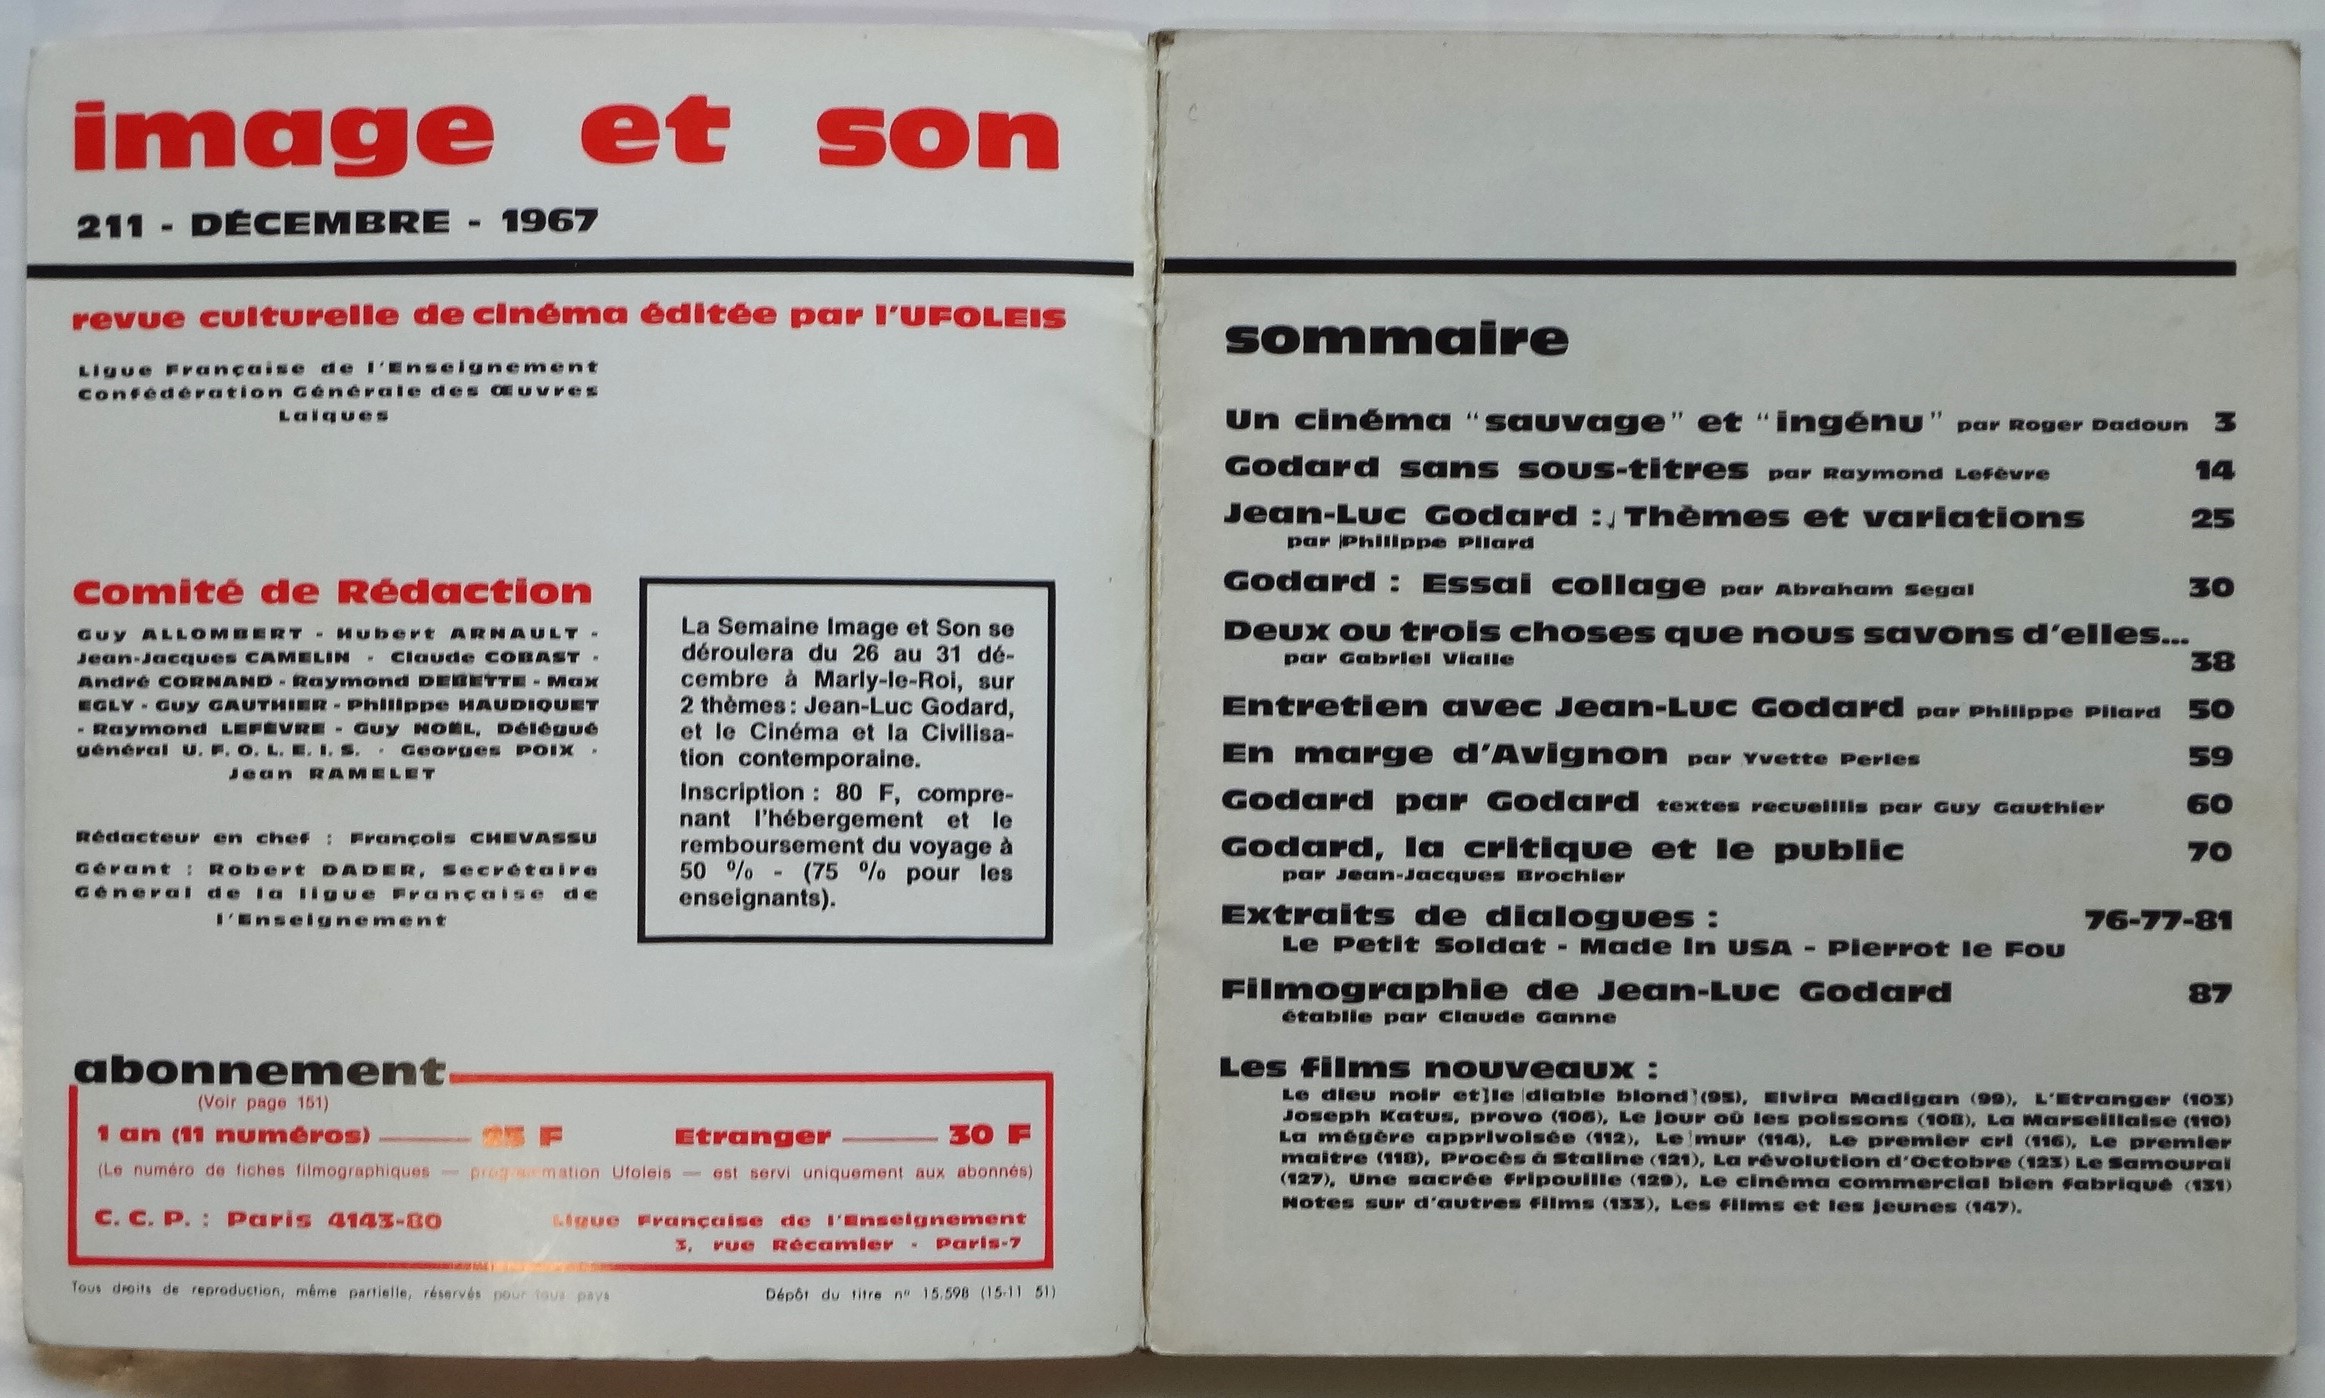 image et son
211 - DÉCEMBRE - 1967
revue culturelle de cinéma éditée par l'UFOLEIS
Ligue Française de l'Enseignement
Confédération Générale des Œuvres
Laïques
Comité de Rédaction
Guy ALLOMBERT - Hubert ARNAULT -
Jean-Jacques CAMELIN - Claude COBAST -
André CORNAND - Raymond DEBETTE - Max
EGLY - Guy GAUTHIER - Philippe HAUDIQUET
- Raymond LEFÈVRE - Guy NOËL, Délégué
général U. F. O. L. E. I. S. - Georges POIX -
Jean RAMELET
Rédacteur en chef : François CHEVASSU
Gérant : Robert DADER, Secrétaire
Géneral de la ligue Française de
l'Enseignement
La Semaine Image et Son se
déroulera du 26 au 31 dé-
cembre à Marly-le-Roi, sur
2 thèmes : Jean-Luc Godard,
et le Cinéma et la Civilisa-
tion contemporaine.
Inscription : 80 F, compre-
nant l'hébergement et le
remboursement du voyage à
50 % - (75 % pour les
enseignants).
abonnement
(Voir page 151)
1 an (11 numéros) 25 F Etranger 30 F
(Le numéro de fiches filmographiques — programmation Ufoleis — est servi uniquement aux abonnés)
C. C. P. : Paris 4143-80 Ligue Française de l'Enseignement
3, rue Récamier - Paris-7
Tous droits de reproduction, même partielle, réservés pour tous pays Dépôt du titre n° 15.598 (15-11 51)
sommaire
Un cinéma "sauvage" et "ingénu" par Roger Dadoun 3
Godard sans sous-titres par Raymond Lefèvre 14
Jean-Luc Godard : Thèmes et variations 25
par Philippe Pilard
Godard : Essai collage par Abraham Segal 30
Deux ou trois choses que nous savons d'elles...
par Gabriel Vialle 38
Entretien avec Jean-Luc Godard par Philippe Pilard 50
En marge d'Avignon par Yvette Perles 59
Godard par Godard textes recueillis par Guy Gauthier 60
Godard, la critique et le public 70
par Jean-Jacques Brochier
Extraits de dialogues : 76-77-81
Le Petit Soldat - Made in USA - Pierrot le Fou
Filmographie de Jean-Luc Godard 87
établie par Claude Ganne
Les films nouveaux :
Le dieu noir et le diable blond (95), Elvira Madigan (99), L'Etranger (103)
Joseph Katus, provo (106), Le jour où les poissons (108), La Marseillaise (110)
La mégère apprivoisée (112), Le mur (114), Le premier cri (116), Le premier
maitre (118), Procès à Staline (121), La révolution d'Octobre (123) Le Samouraï
(127), Une sacrée fripouille (129), Le cinéma commercial bien fabriqué (131)
Notes sur d'autres films (133), Les films et les jeunes (147).